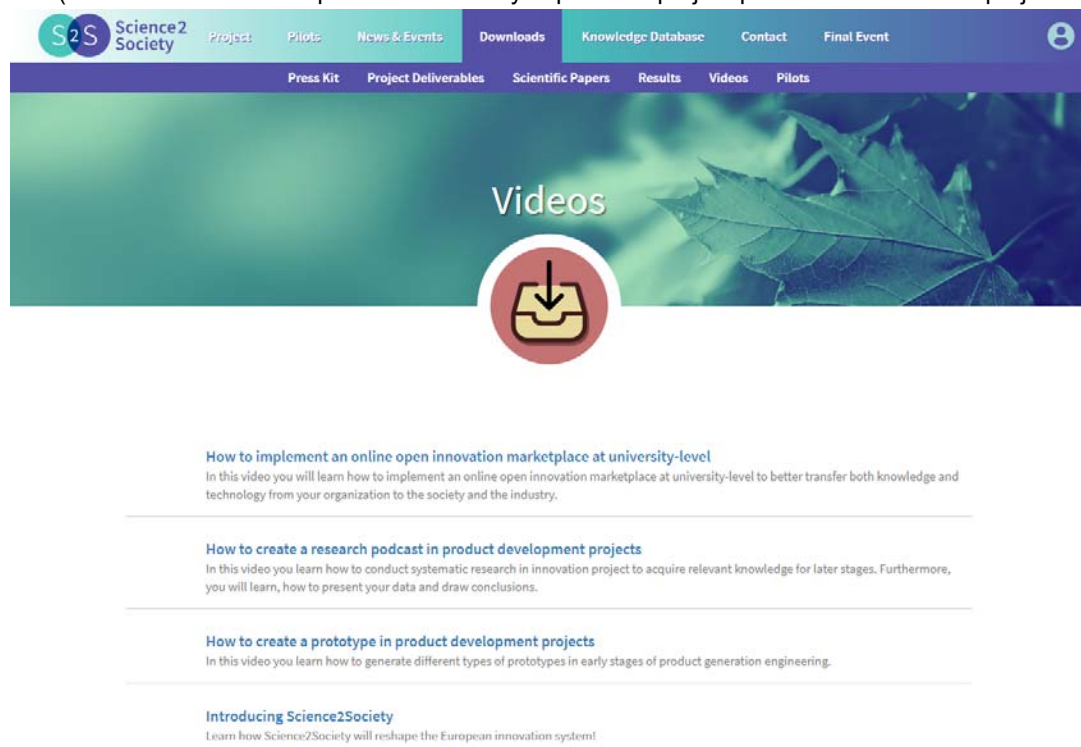 S2S Science2 Society
Project Pilots News & Events Downloads Knowledge Database Contact Final Event
Press Kit Project Deliverables Scientific Papers Results Videos Pilots
Videos
How to implement an online open innovation marketplace at university-level
In this video you will learn how to implement an online open innovation marketplace at university-level to better transfer both knowledge and
technology from your organization to the society and the industry.
How to create a research podcast in product development projects
In this video you learn how to conduct systematic research in innovation project to acquire relevant knowledge for later stages. Furthermore,
you will learn, how to present your data and draw conclusions.
How to create a prototype in product development projects
In this video you learn how to generate different types of prototypes in early stages of product generation engineering.
Introducing Science2Society
Learn how Science2Society will reshape the European innovation system!